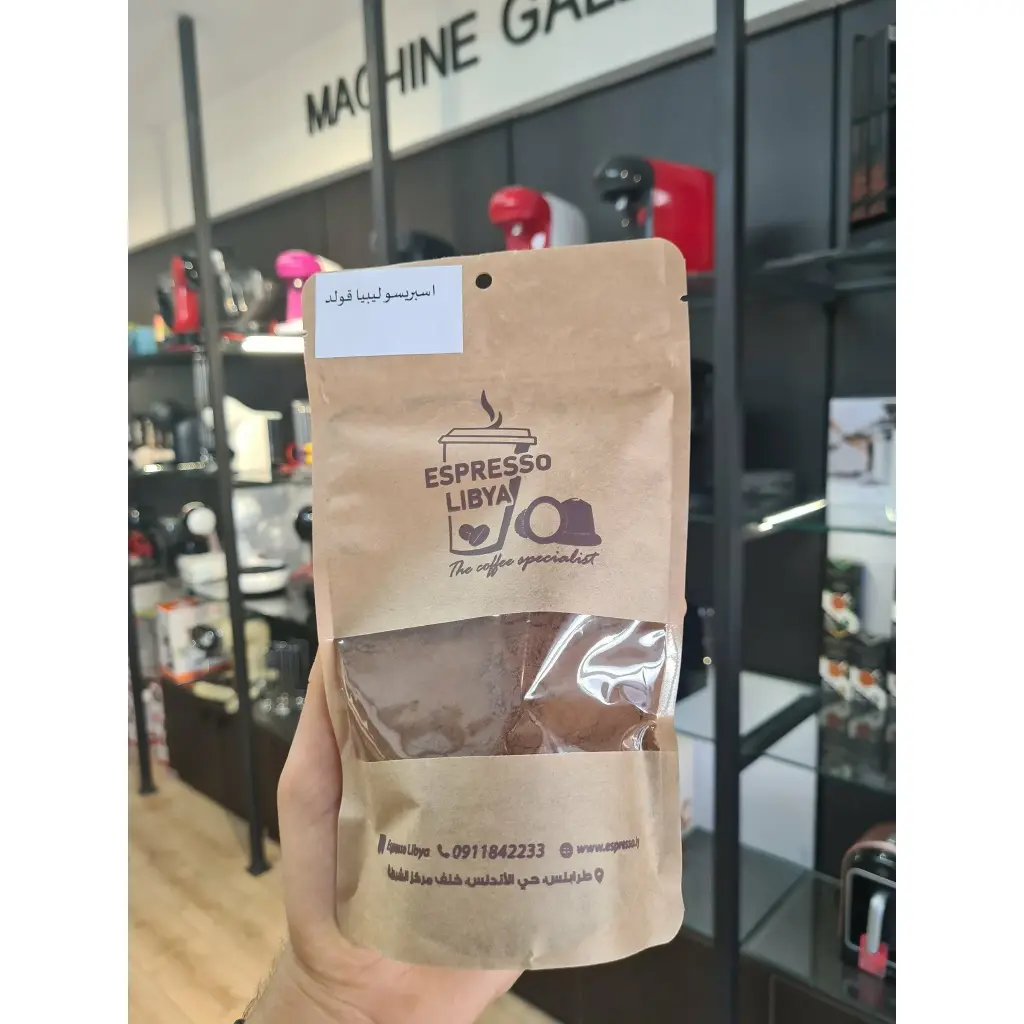 MACHINE
اسبريسو ليبيا قولد
ESPRESSO
LIBYA
The coffee specialist
Espresso Libya 0911842233 www.espresso.ly
طرابلس، حي الأندلس، خلف مركز